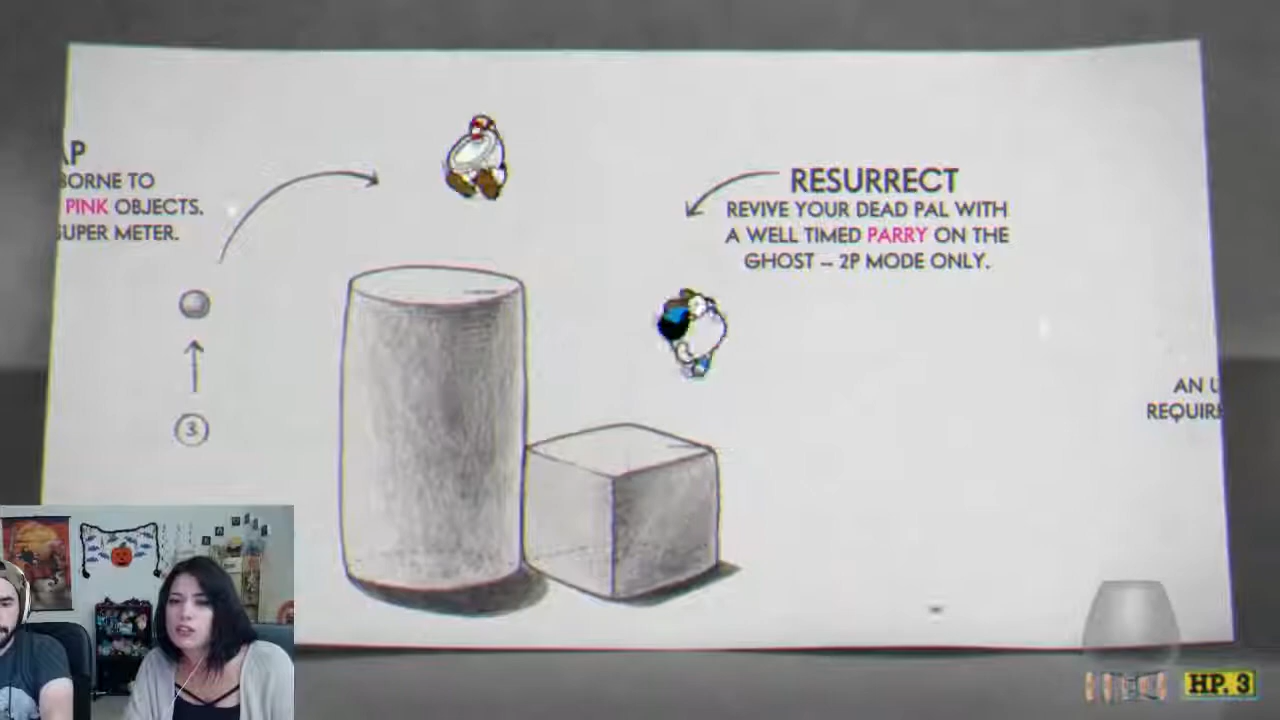 AP
BORNE TO
PINK OBJECTS.
SUPER METER.
3
RESURRECT
REVIVE YOUR DEAD PAL WITH
A WELL TIMED PARRY ON THE
GHOST – 2P MODE ONLY.
AN U
REQUIR
HP. 3